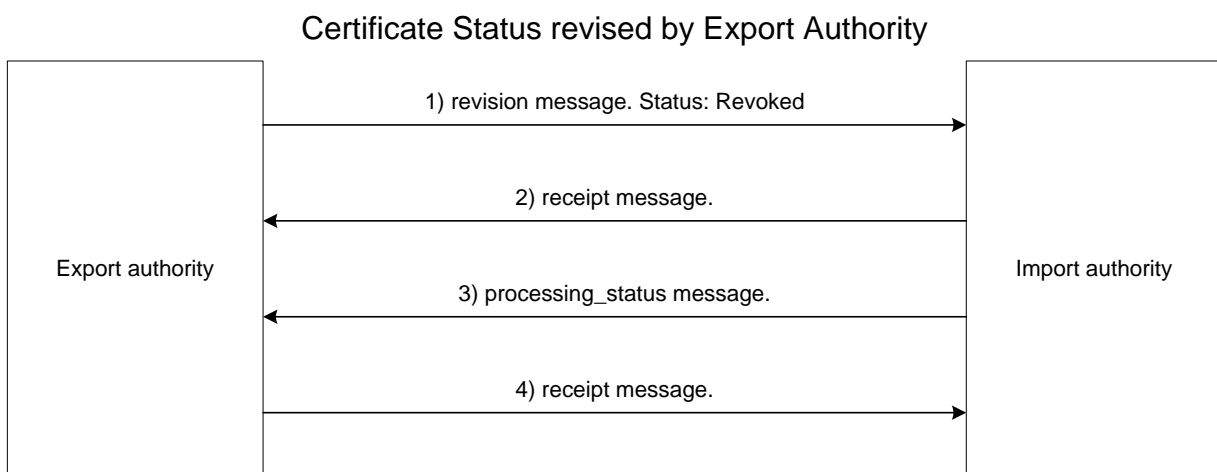 Certificate Status revised by Export Authority
1) revision message. Status: Revoked
2) receipt message.
Export authority
Import authority
3) processing_status message.
4) receipt message.